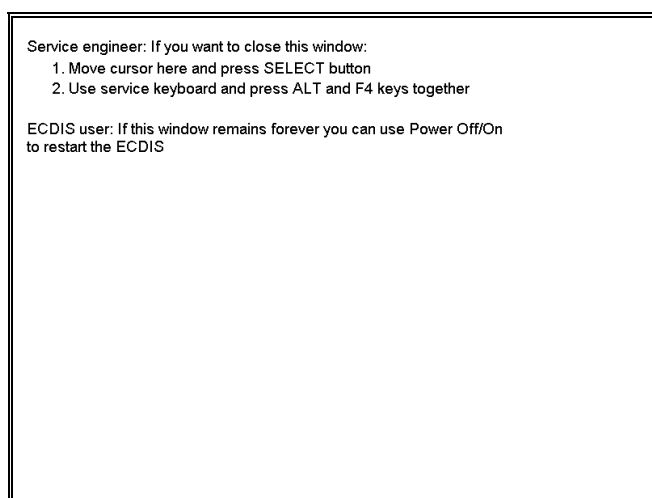 Service engineer: If you want to close this window:
1. Move cursor here and press SELECT button
2. Use service keyboard and press ALT and F4 keys together
ECDIS user: If this window remains forever you can use Power Off/On
to restart the ECDIS